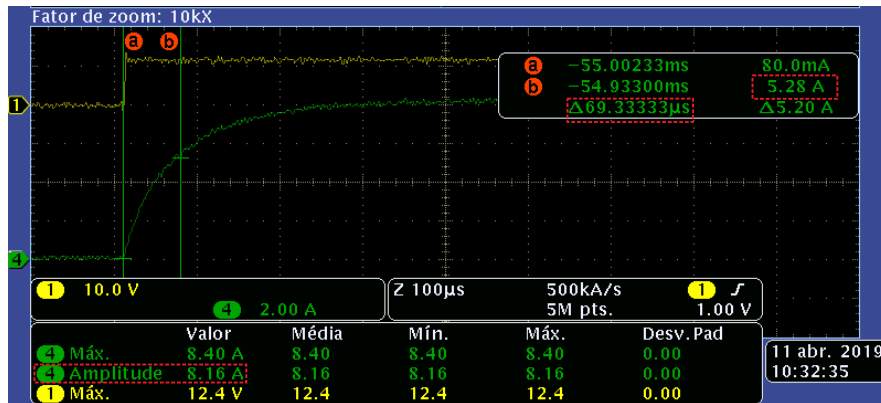 Fator de zoom: 10kX
a b
a −55.00233ms 80.0mA
b −54.93300ms 5.28 A
Δ69.33333µs Δ5.20 A
1
4
1 10.0 V
4 2.00 A
Z 100µs 500kA/s 1
5M pts. 1.00 V
Valor Média Mín. Máx. Desv.Pad
4 Máx. 8.40 A 8.40 8.40 8.40 0.00
4 Amplitude 8.16 A 8.16 8.16 8.16 0.00
1 Máx. 12.4 V 12.4 12.4 12.4 0.00
11 abr. 2019
10:32:35